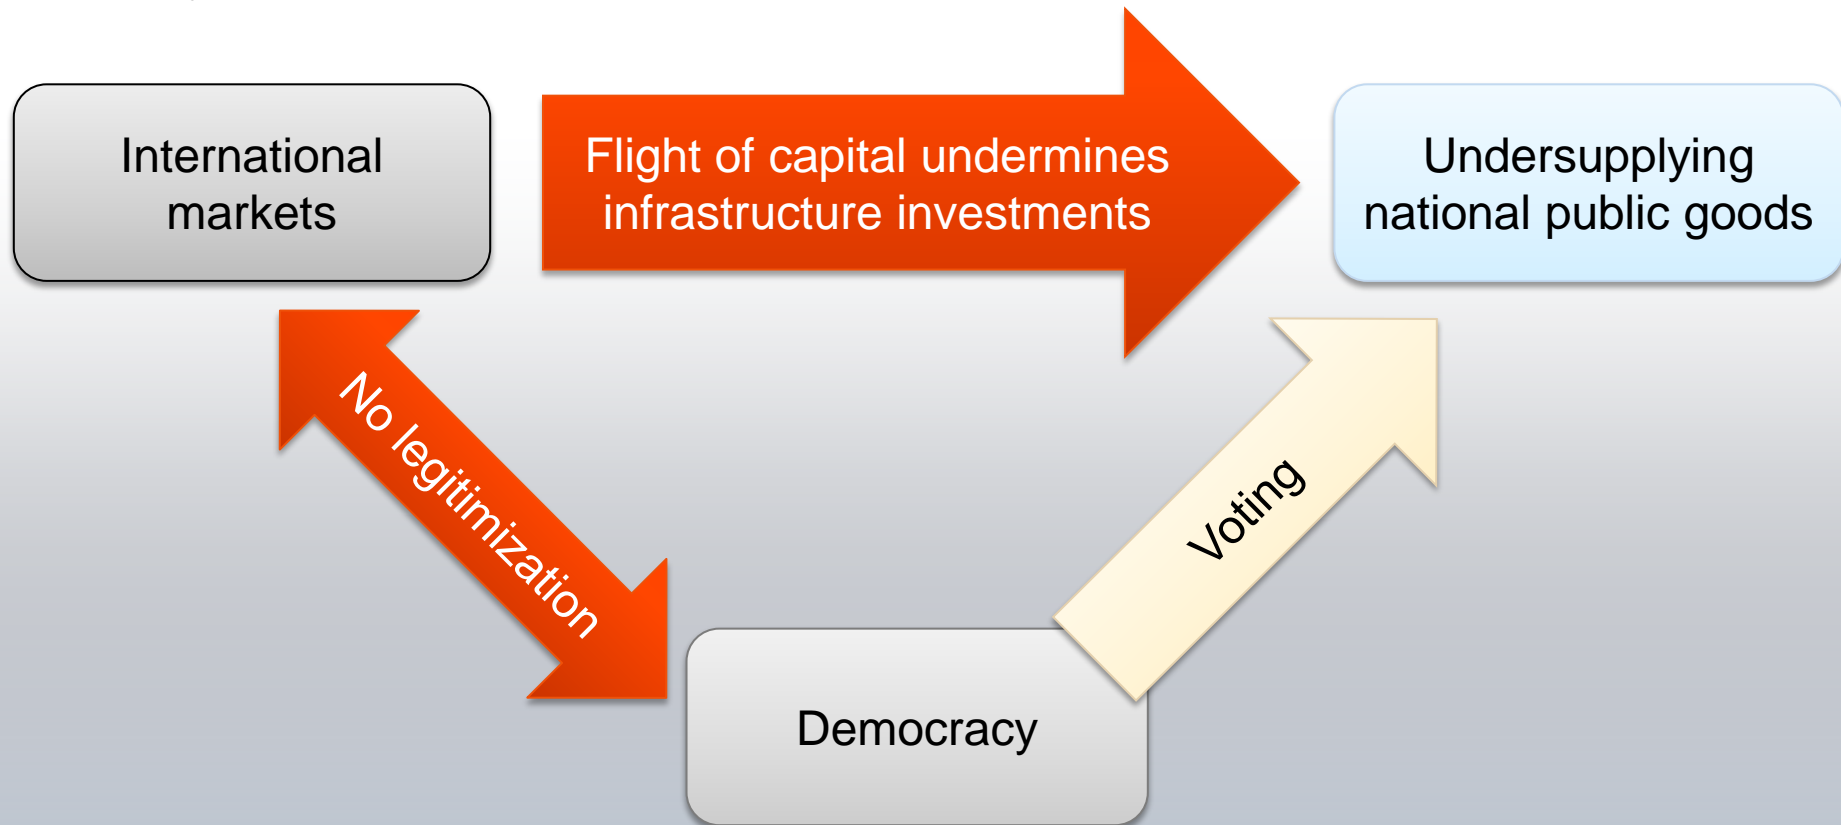 International
markets
Flight of capital undermines
infrastructure investments
Undersupplying
national public goods
No legitimization
Voting
Democracy